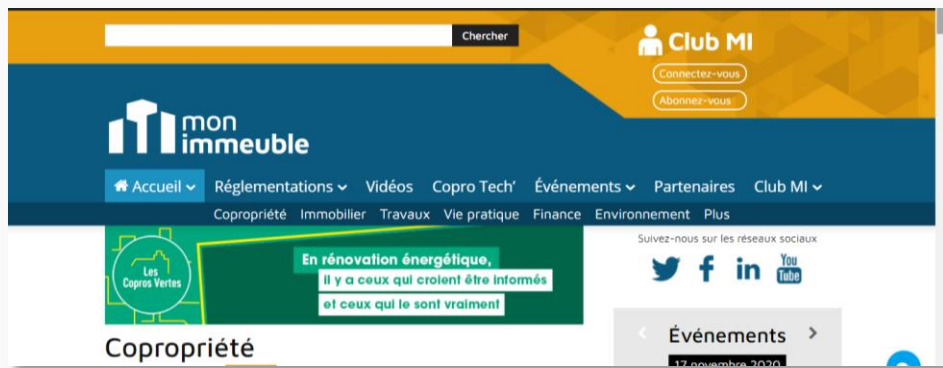 Chercher
Club MI
Connectez-vous
Abonnez-vous
mon
immeuble
Accueil Réglementations Vidéos Copro Tech' Événements Partenaires Club MI
Copropriété Immobilier Travaux Vie pratique Finance Environnement Plus
Les
Copros Vertes
En rénovation énergétique,
il y a ceux qui croient être informés
et ceux qui le sont vraiment
Suivez-nous sur les réseaux sociaux
You
Tube
Événements
17 novembre 2020
Copropriété